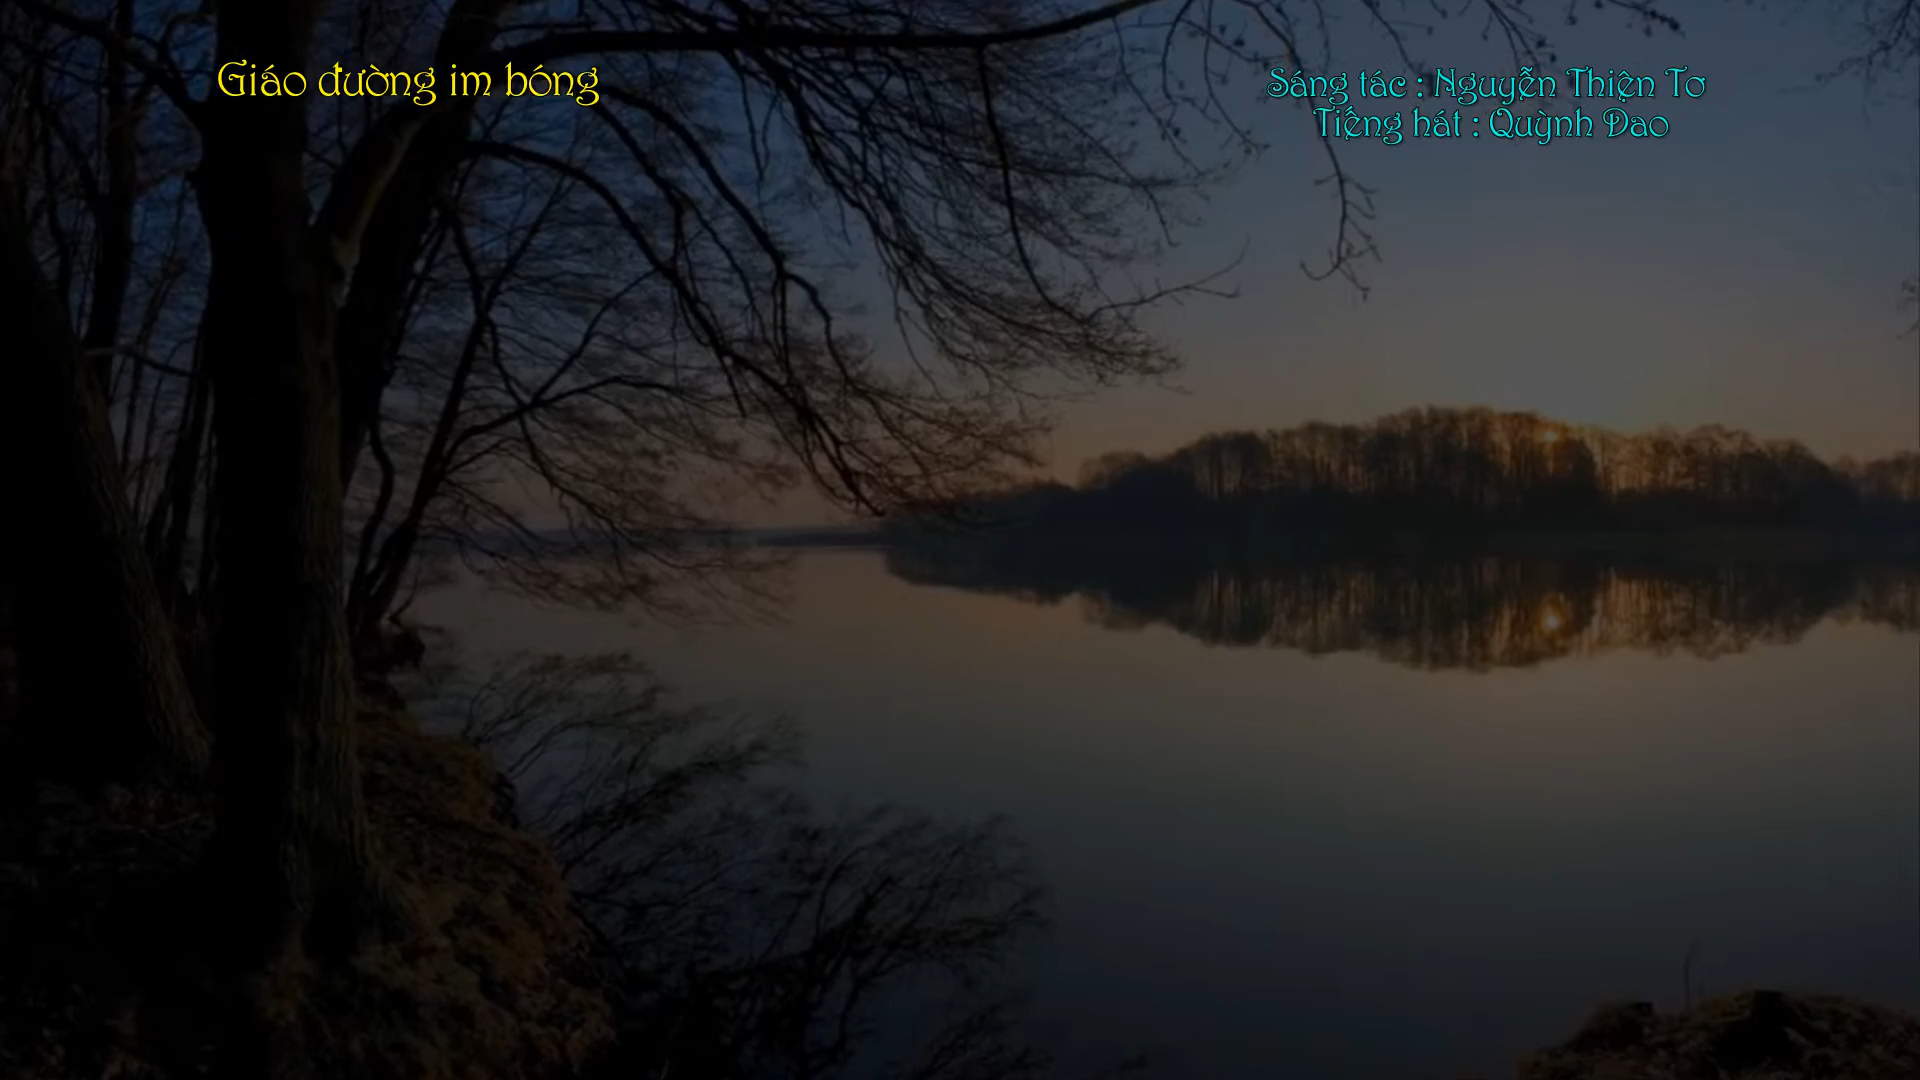 Giáo đường im bóng
Sáng tác : Nguyễn Thiện Tơ
Tiếng hát : Quỳnh Dao